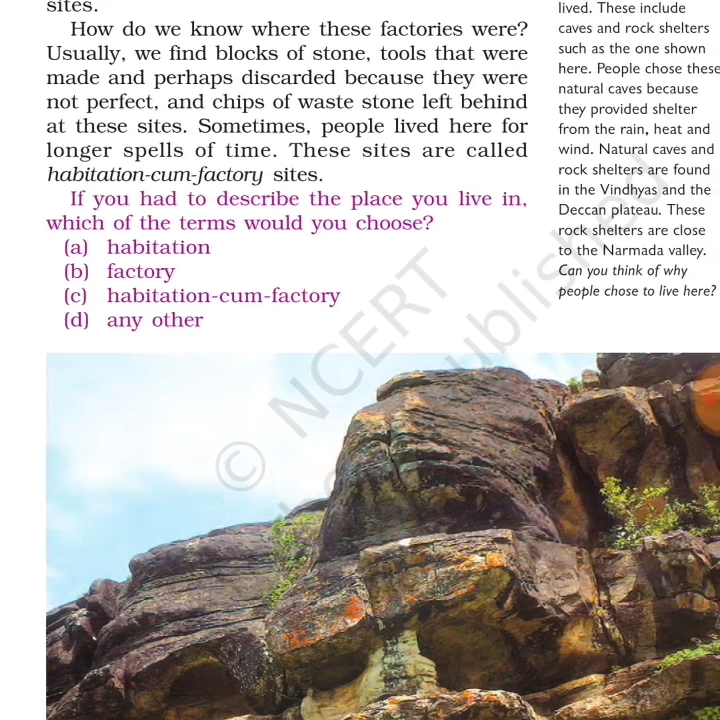 sites.
How do we know where these factories were?
Usually, we find blocks of stone, tools that were
made and perhaps discarded because they were
not perfect, and chips of waste stone left behind
at these sites. Sometimes, people lived here for
longer spells of time. These sites are called
habitation-cum-factory sites.
If you had to describe the place you live in,
which of the terms would you choose?
(a) habitation
(b) factory
(c) habitation-cum-factory
(d) any other
lived. These include
caves and rock shelters
such as the one shown
here. People chose these
natural caves because
they provided shelter
from the rain, heat and
wind. Natural caves and
rock shelters are found
in the Vindhyas and the
Deccan plateau. These
rock shelters are close
to the Narmada valley.
Can you think of why
people chose to live here?
© NCERT